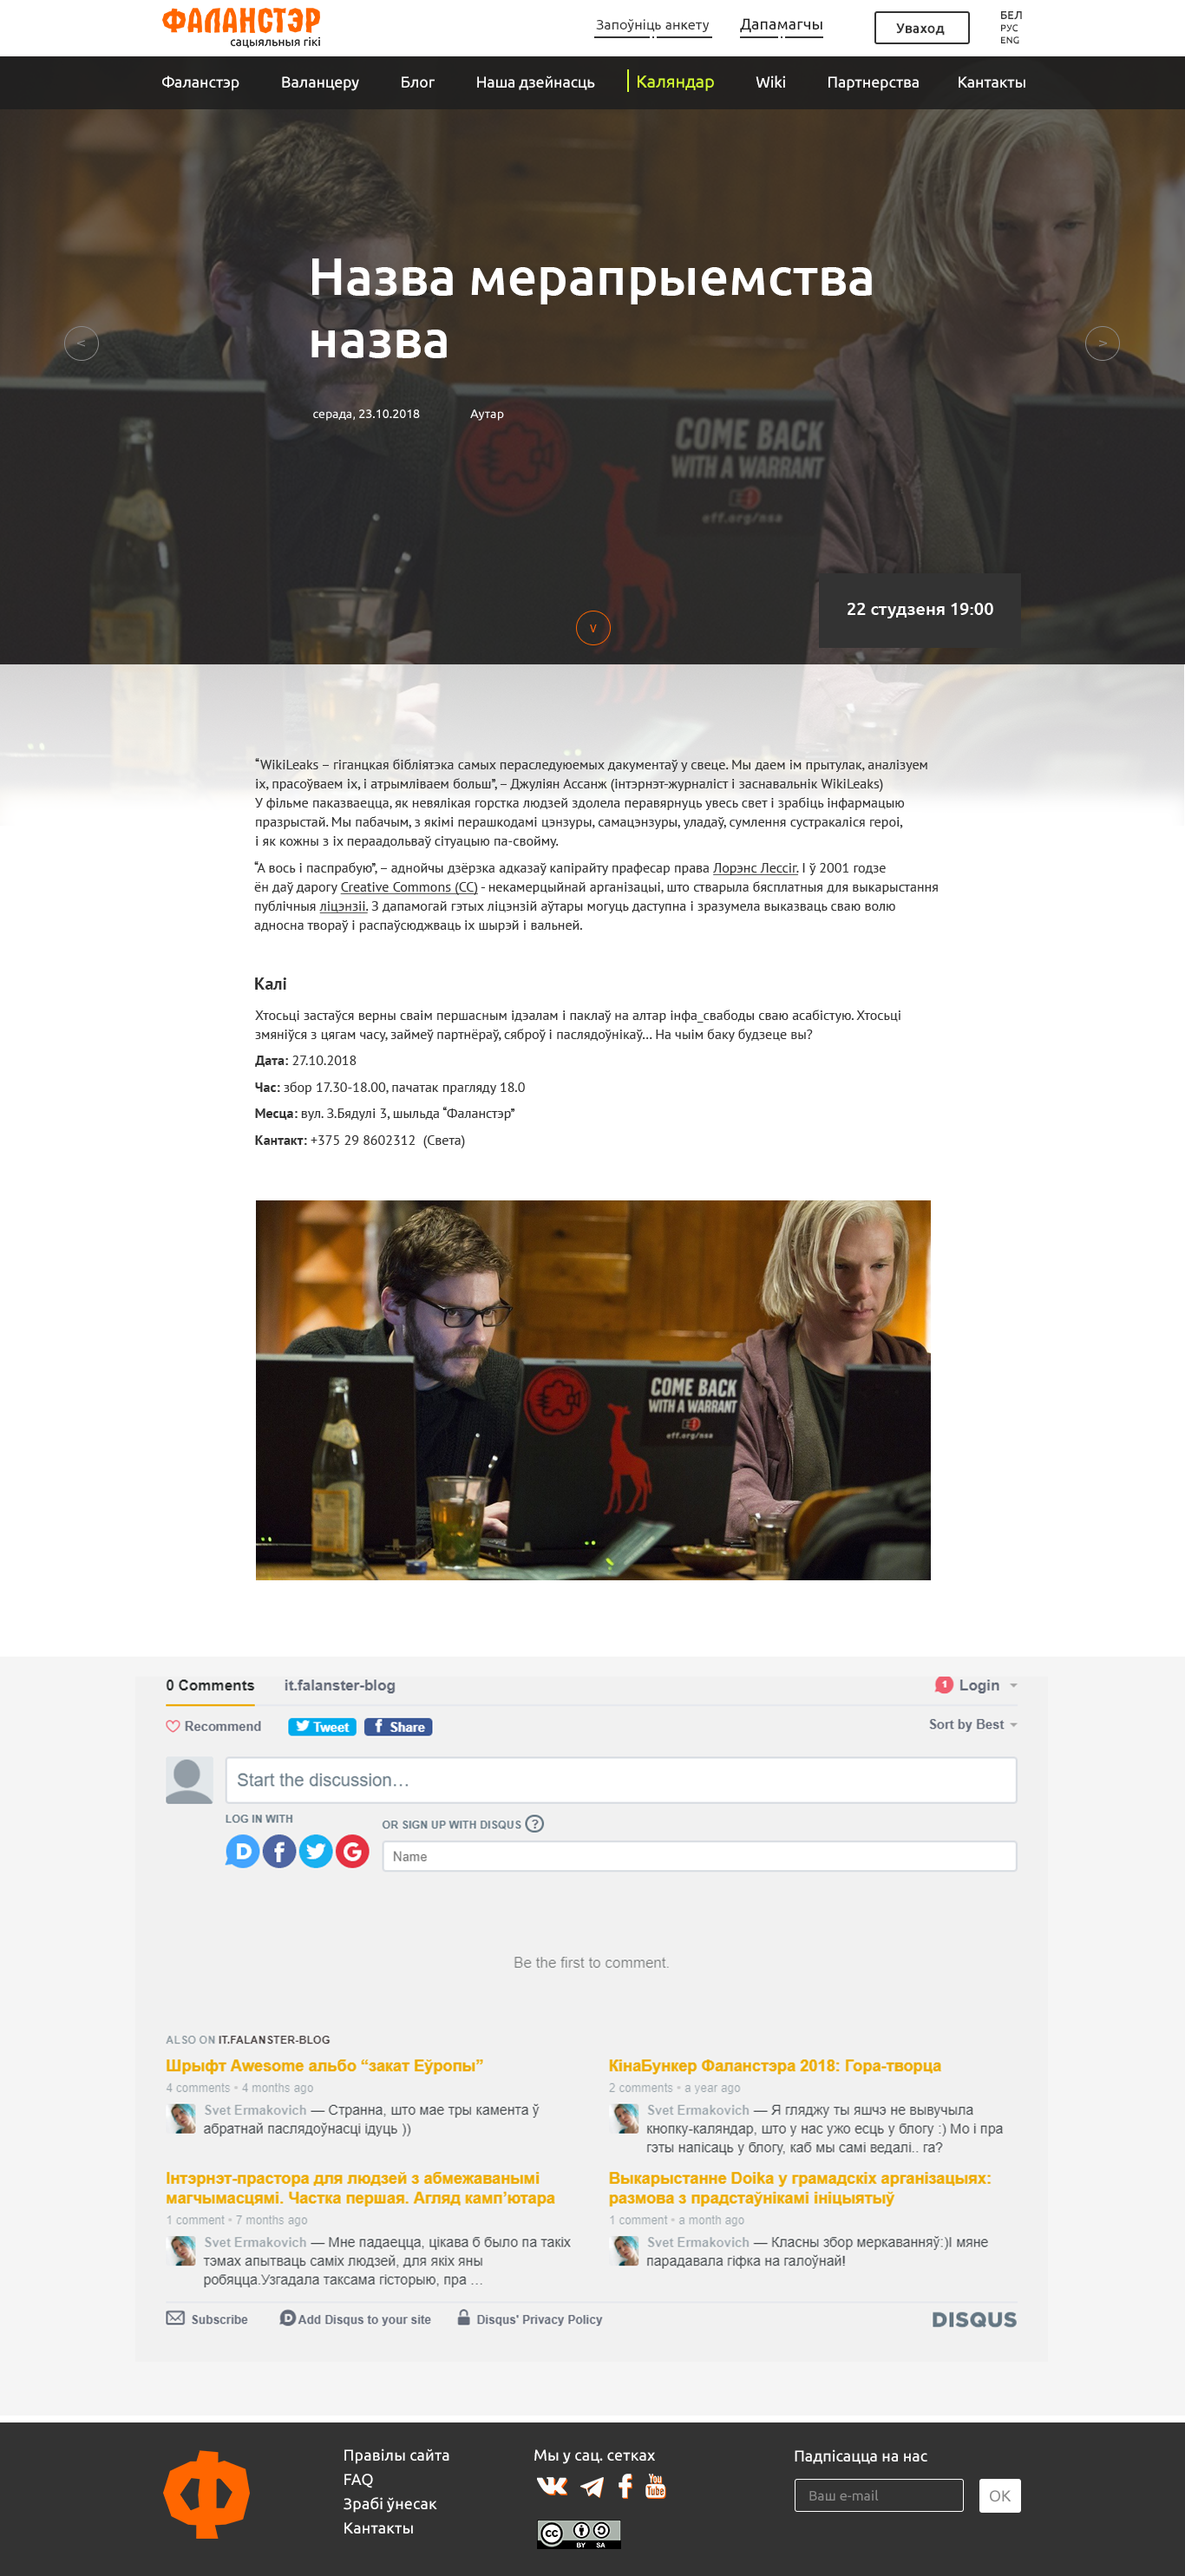 ФАЛАНСТЭР
сацыяльныя гікі
Запоўніць анкету
Дапамагчы
Уваход
БЕЛ
РУС
ENG
Фаланстэр
Валанцеру
Блог
Наша дзейнасць
Каляндар
Wiki
Партнерства
Кантакты
Назва мерапрыемства
назва
серада, 23.10.2018
Аутар
COME BACK
WITH A WARRANT
eff.org/nsa
22 студзеня 19:00
“WikiLeaks – гіганцкая бібліятэка самых пераследуюемых дакументаў у свеце. Мы даем ім прытулак, аналізуем
іх, прасоўваем іх, і атрымліваем больш”, – Джуліян Ассанж (інтэрнэт-журналіст і заснавальнік WikiLeaks)
У фільме паказваецца, як невялікая горстка людзей здолела перавярнуць увесь свет і зрабіць інфармацыю
празрыстай. Мы пабачым, з якімі перашкодамі цэнзуры, самацэнзуры, уладаў, сумлення сустракаліся героі,
і як кожны з іх пераадольваў сітуацыю па-свойму.
“А вось і паспрабую”, – аднойчы дзёрзка адказаў капірайту прафесар права Лорэнс Лессіг. І ў 2001 годзе
ён даў дарогу Creative Commons (CC) - некамерцыйнай арганізацыі, што стварыла бясплатныя для выкарыстання
публічныя ліцэнзіі. З дапамогай гэтых ліцэнзій аўтары могуць даступна і зразумела выказваць сваю волю
адносна твораў і распаўсюджваць іх шырэй і вальней.
Калі
Хтосьці застаўся верны сваім першасным ідэалам і паклаў на алтар інфа_свабоды сваю асабістую. Хтосьці
змяніўся з цягам часу, займеў партнёраў, сяброў і паслядоўнікаў… На чыім баку будзеце вы?
Дата: 27.10.2018
Час: збор 17.30-18.00, пачатак прагляду 18.0
Месца: вул. З.Бядулі 3, шыльда “Фаланстэр”
Кантакт: +375 29 8602312 (Света)
COME BACK
WITH A WARRANT
eff.org/nsa
0 Comments
it.falanster-blog
1
Login
Recommend
Tweet
Share
Sort by Best
Start the discussion…
LOG IN WITH
OR SIGN UP WITH DISQUS ?
Name
Be the first to comment.
ALSO ON IT.FALANSTER-BLOG
Шрыфт Awesome альбо “закат Еўропы”
4 comments • 4 months ago
Svet Ermakovich — Странна, што мае тры камента ў
абратнай паслядоўнасці ідуць ))
КінаБункер Фаланстэра 2018: Гора-творца
2 comments • a year ago
Svet Ermakovich — Я гляджу ты яшчэ не вывучыла
кнопку-каляндар, што у нас ужо есць у блогу :) Мо і пра
гэты напісаць у блогу, каб мы самі ведалі.. га?
Інтэрнэт-прастора для людзей з абмежаванымі
магчымасцямі. Частка першая. Агляд камп’ютара
1 comment • 7 months ago
Svet Ermakovich — Мне падаецца, цікава б было па такіх
тэмах апытваць саміх людзей, для якіх яны
робяцца.Узгадала таксама гісторыю, пра …
Выкарыстанне Doika у грамадскіх арганізацыях:
размова з прадстаўнікамі ініцыятыў
1 comment • a month ago
Svet Ermakovich — Класны збор меркаванняў:)І мяне
парадавала гіфка на галоўнай!
Subscribe
Add Disqus to your site
Disqus' Privacy Policy
DISQUS
Правілы сайта
FAQ
Зрабі ўнесак
Кантакты
Мы у сац. сетках
You
Tube
cc
BY SA
Падпісацца на нас
Ваш e-mail
OK